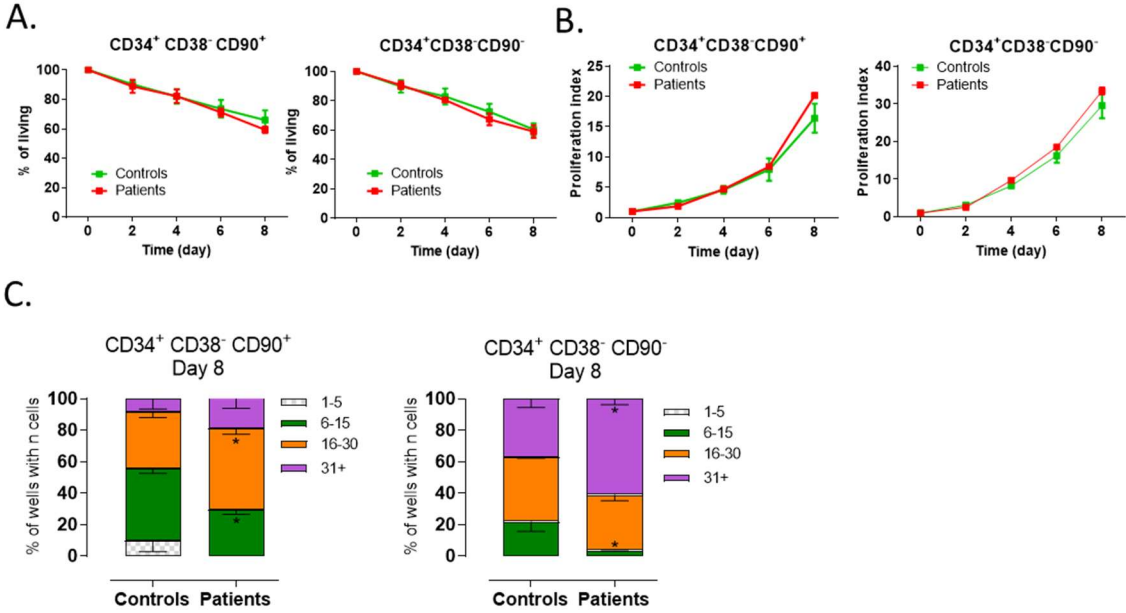 A.
CD34⁺ CD38⁻ CD90⁺
% of living
100
80
60
40
20
0
Controls
Patients
0 2 4 6 8
Time (day)
CD34⁺CD38⁻CD90⁻
% of living
100
80
60
40
20
0
Controls
Patients
0 2 4 6 8
Time (day)
B.
CD34⁺CD38⁻CD90⁺
Proliferation index
25
20
15
10
5
0
Controls
Patients
0 2 4 6 8
Time (day)
CD34⁺CD38⁻CD90⁻
Proliferation index
40
30
20
10
0
Controls
Patients
0 2 4 6 8
Time (day)
C.
CD34⁺ CD38⁻ CD90⁺
Day 8
% of wells with n cells
100
80
60
40
20
0
*
*
1-5
6-15
16-30
31+
Controls Patients
CD34⁺ CD38⁻ CD90⁻
Day 8
% of wells with n cells
100
80
60
40
20
0
*
*
1-5
6-15
16-30
31+
Controls Patients